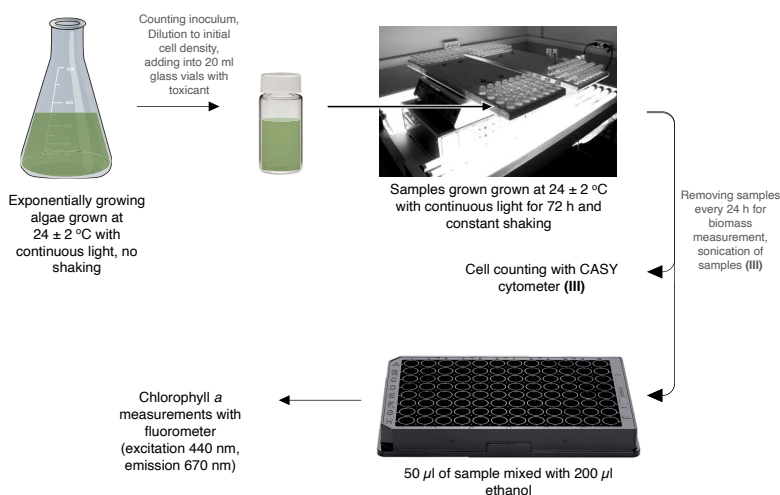 Counting inoculum,
Dilution to initial
cell density,
adding into 20 ml
glass vials with
toxicant
Exponentially growing
algae grown at
24 ± 2 ºC with
continuous light, no
shaking
Samples grown grown at 24 ± 2 ºC
with continuous light for 72 h and
constant shaking
Removing samples
every 24 h for
biomass
measurement,
sonication of
samples (III)
Cell counting with CASY
cytometer (III)
Chlorophyll a
measurements with
fluorometer
(excitation 440 nm,
emission 670 nm)
50 µl of sample mixed with 200 µl
ethanol